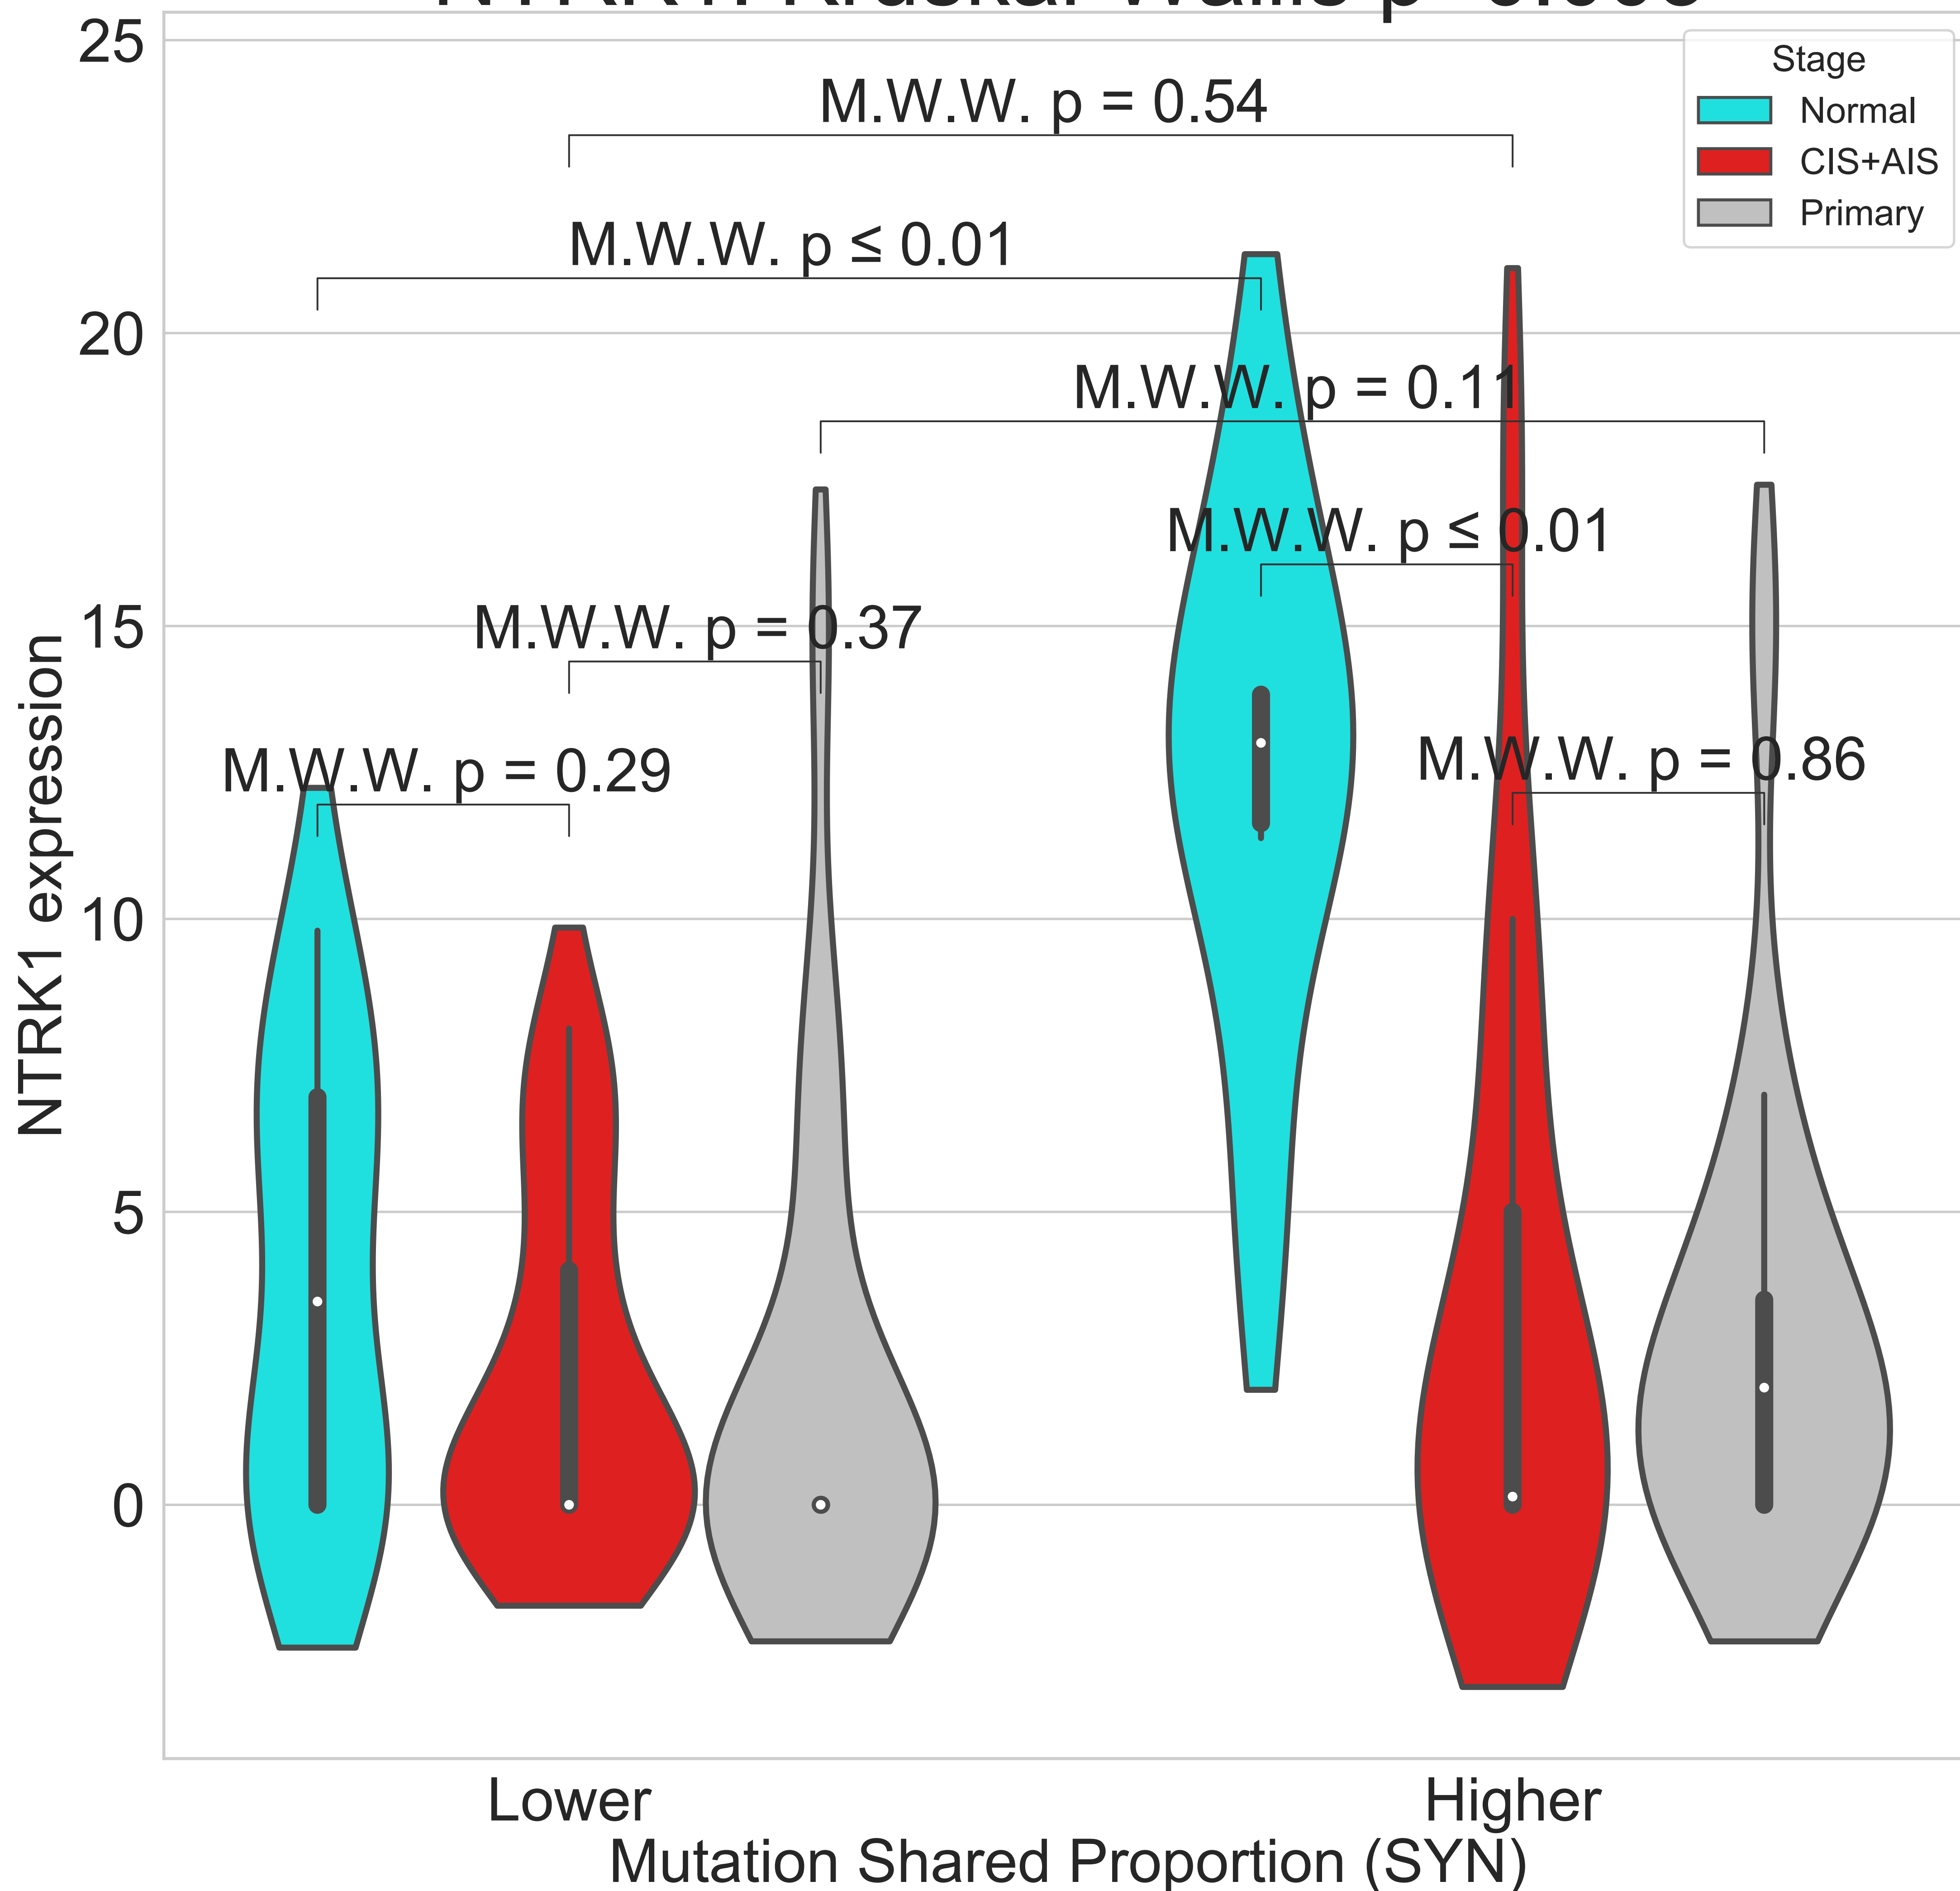 25
Stage
Normal
CIS+AIS
Primary
M.W.W. p = 0.54
M.W.W. p ≤ 0.01
20
M.W.W. p = 0.11
M.W.W. p ≤ 0.01
15
M.W.W. p = 0.37
M.W.W. p = 0.29
M.W.W. p = 0.86
10
NTRK1 expression
5
0
Lower
Higher
Mutation Shared Proportion (SYN)